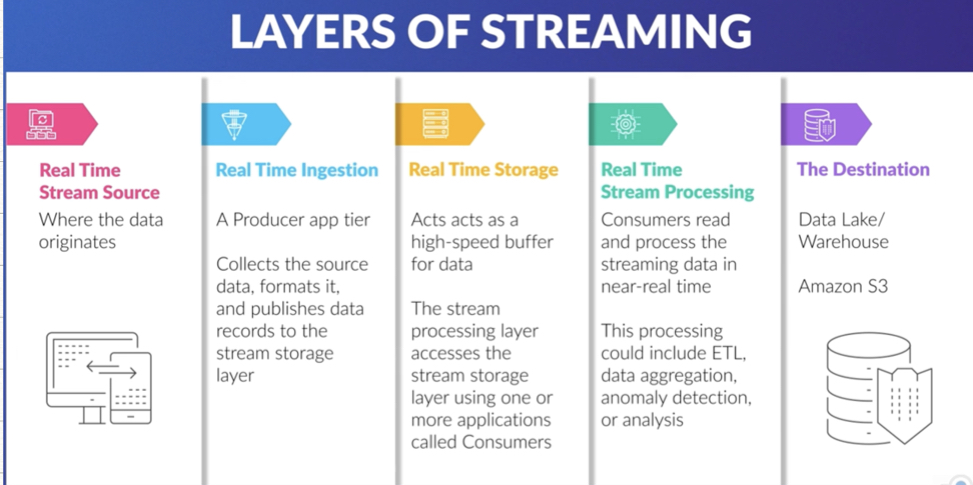 LAYERS OF STREAMING
Real Time
Stream Source
Where the data
originates
Real Time Ingestion
A Producer app tier
Collects the source
data, formats it,
and publishes data
records to the
stream storage
layer
Real Time Storage
Acts acts as a
high-speed buffer
for data
The stream
processing layer
accesses the
stream storage
layer using one or
more applications
called Consumers
Real Time
Stream Processing
Consumers read
and process the
streaming data in
near-real time
This processing
could include ETL,
data aggregation,
anomaly detection,
or analysis
The Destination
Data Lake/
Warehouse
Amazon S3